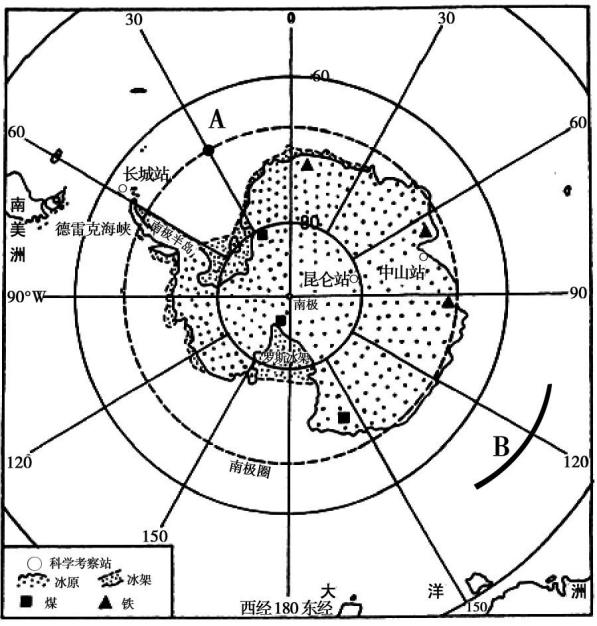 30
0
30
60
A
60
60
长城站
南美洲
德雷克海峡
南极半岛
80
昆仑站
中山站
90°W
南极
90
罗斯冰架
B
120
南极圈
120
150
科学考察站
冰原
冰架
煤
铁
大洋洲
西经180东经
150